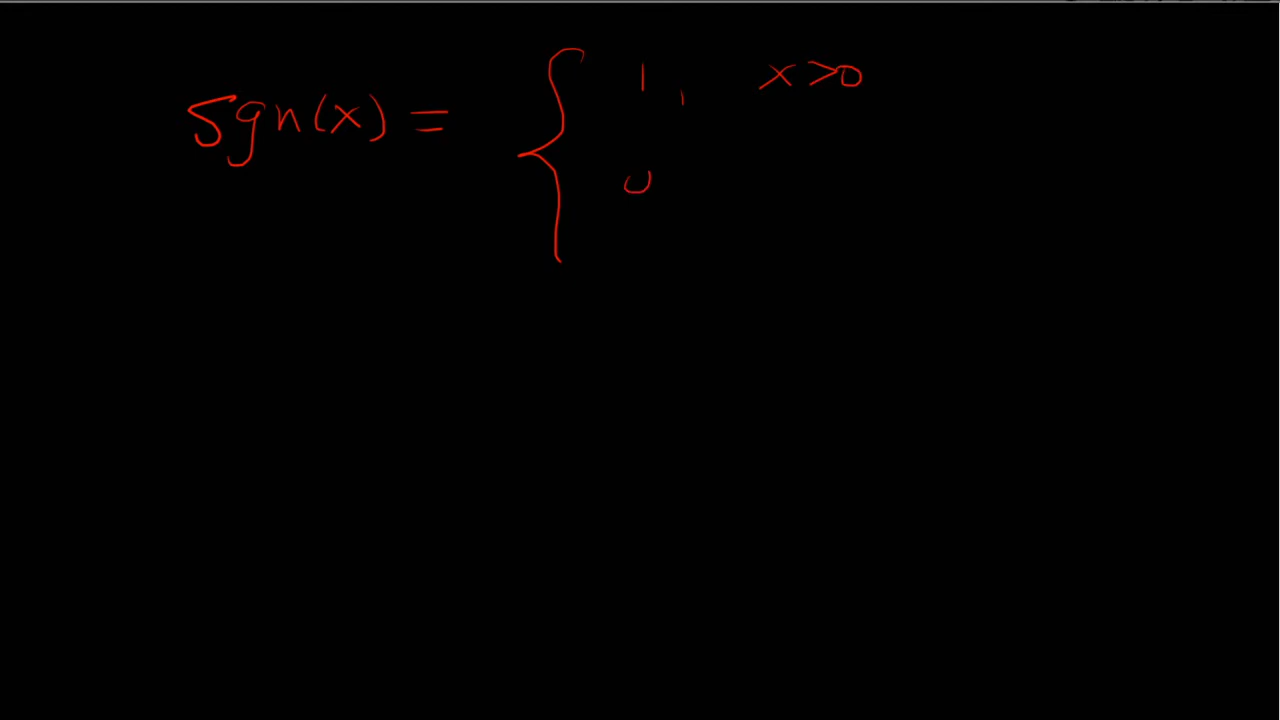 sgn(x) = { 1, x>0
0